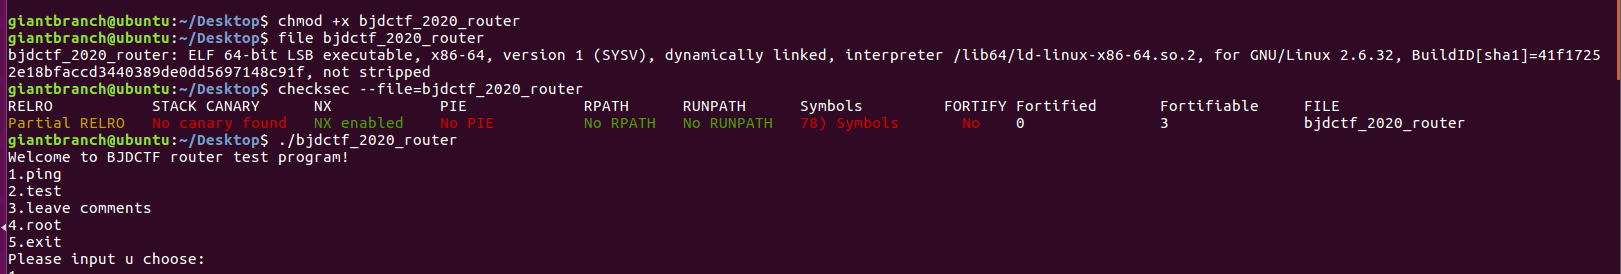 giantbranch@ubuntu:~/Desktop$ chmod +x bjdctf_2020_router
giantbranch@ubuntu:~/Desktop$ file bjdctf_2020_router
bjdctf_2020_router: ELF 64-bit LSB executable, x86-64, version 1 (SYSV), dynamically linked, interpreter /lib64/ld-linux-x86-64.so.2, for GNU/Linux 2.6.32, BuildID[sha1]=41f1725
2e18bfaccd3440389de0dd5697148c91f, not stripped
giantbranch@ubuntu:~/Desktop$ checksec --file=bjdctf_2020_router
RELRO STACK CANARY NX PIE RPATH RUNPATH Symbols FORTIFY Fortified Fortifiable FILE
Partial RELRO No canary found NX enabled No PIE No RPATH No RUNPATH 78) Symbols No 0 3 bjdctf_2020_router
giantbranch@ubuntu:~/Desktop$ ./bjdctf_2020_router
Welcome to BJDCTF router test program!
1.ping
2.test
3.leave comments
4.root
5.exit
Please input u choose: